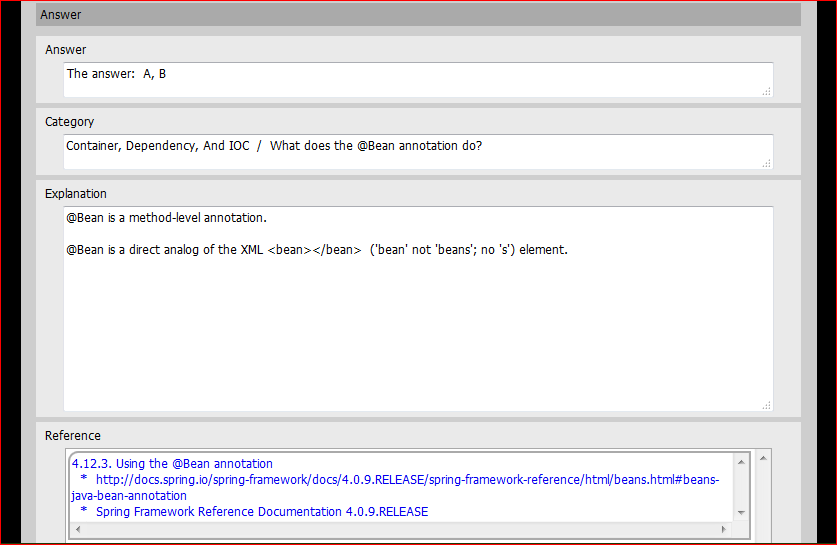 Answer
Answer
The answer:  A, B
Category
Container, Dependency, And IOC  /  What does the @Bean annotation do?
Explanation
@Bean is a method-level annotation.
@Bean is a direct analog of the XML <bean></bean>  ('bean' not 'beans'; no 's') element.
Reference
4.12.3. Using the @Bean annotation
*  http://docs.spring.io/spring-framework/docs/4.0.9.RELEASE/spring-framework-reference/html/beans.html#beans-
java-bean-annotation
*  Spring Framework Reference Documentation 4.0.9.RELEASE